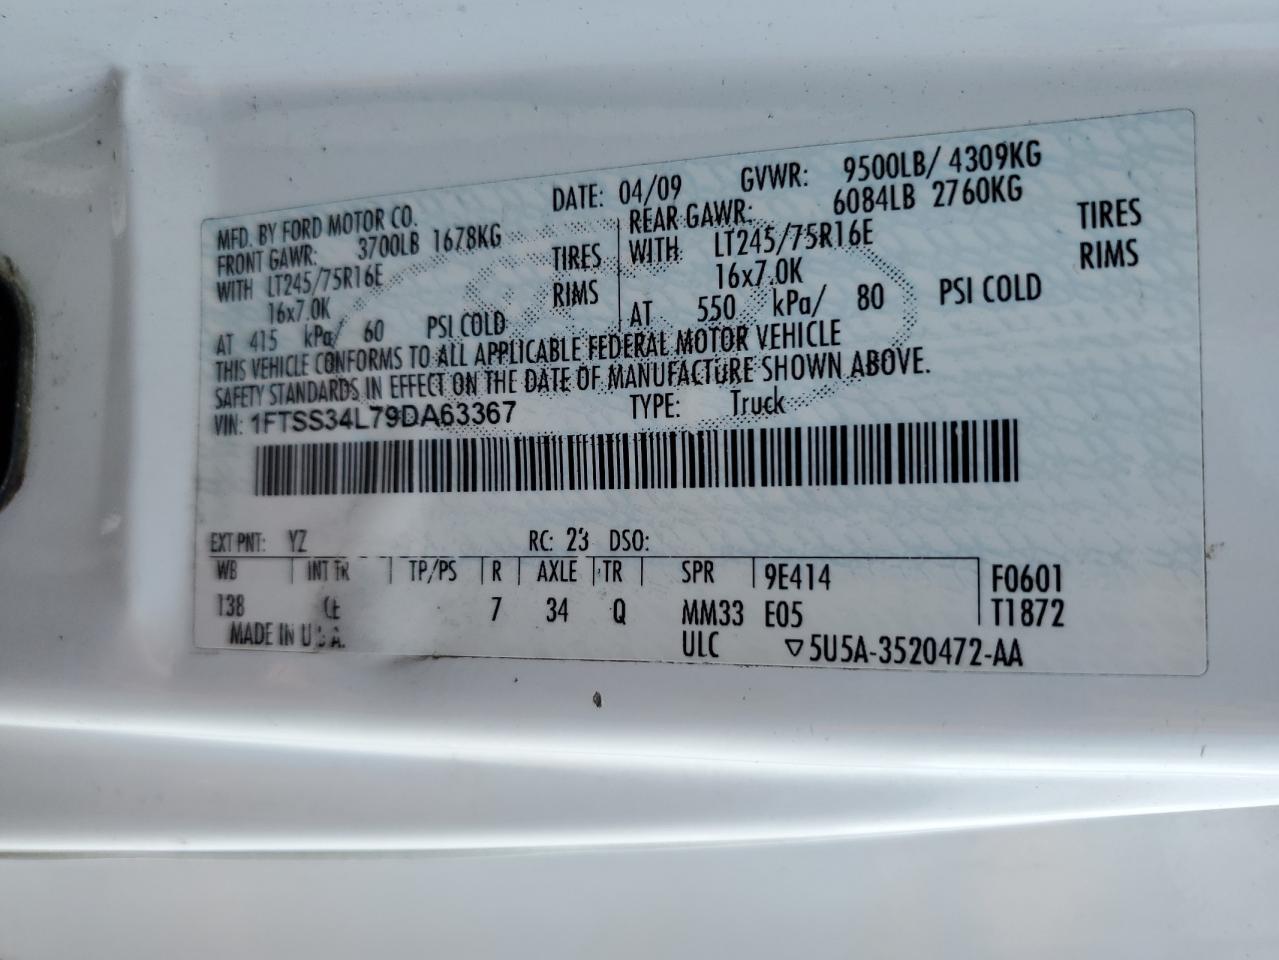 MFD. BY FORD MOTOR CO.
DATE: 04/09 GVWR: 9500LB/ 4309KG
FRONT GAWR: 3700LB 1678KG REAR GAWR: 6084LB 2760KG
WITH LT245/75R16E TIRES WITH LT245/75R16E TIRES
16x7.0K RIMS 16x7.0K RIMS
AT 415 kPa/ 60 PSI COLD AT 550 kPa/ 80 PSI COLD
THIS VEHICLE CONFORMS TO ALL APPLICABLE FEDERAL MOTOR VEHICLE
SAFETY STANDARDS IN EFFECT ON THE DATE OF MANUFACTURE SHOWN ABOVE.
VIN: 1FTSS34L79DA63367 TYPE: Truck
EXT PNT: YZ RC: 23 DSO:
WB INT TR TP/PS R AXLE TR SPR 9E414 F0601
138 CE 7 34 Q MM33 E05 T1872
MADE IN U.S.A. ULC ▽5U5A-3520472-AA